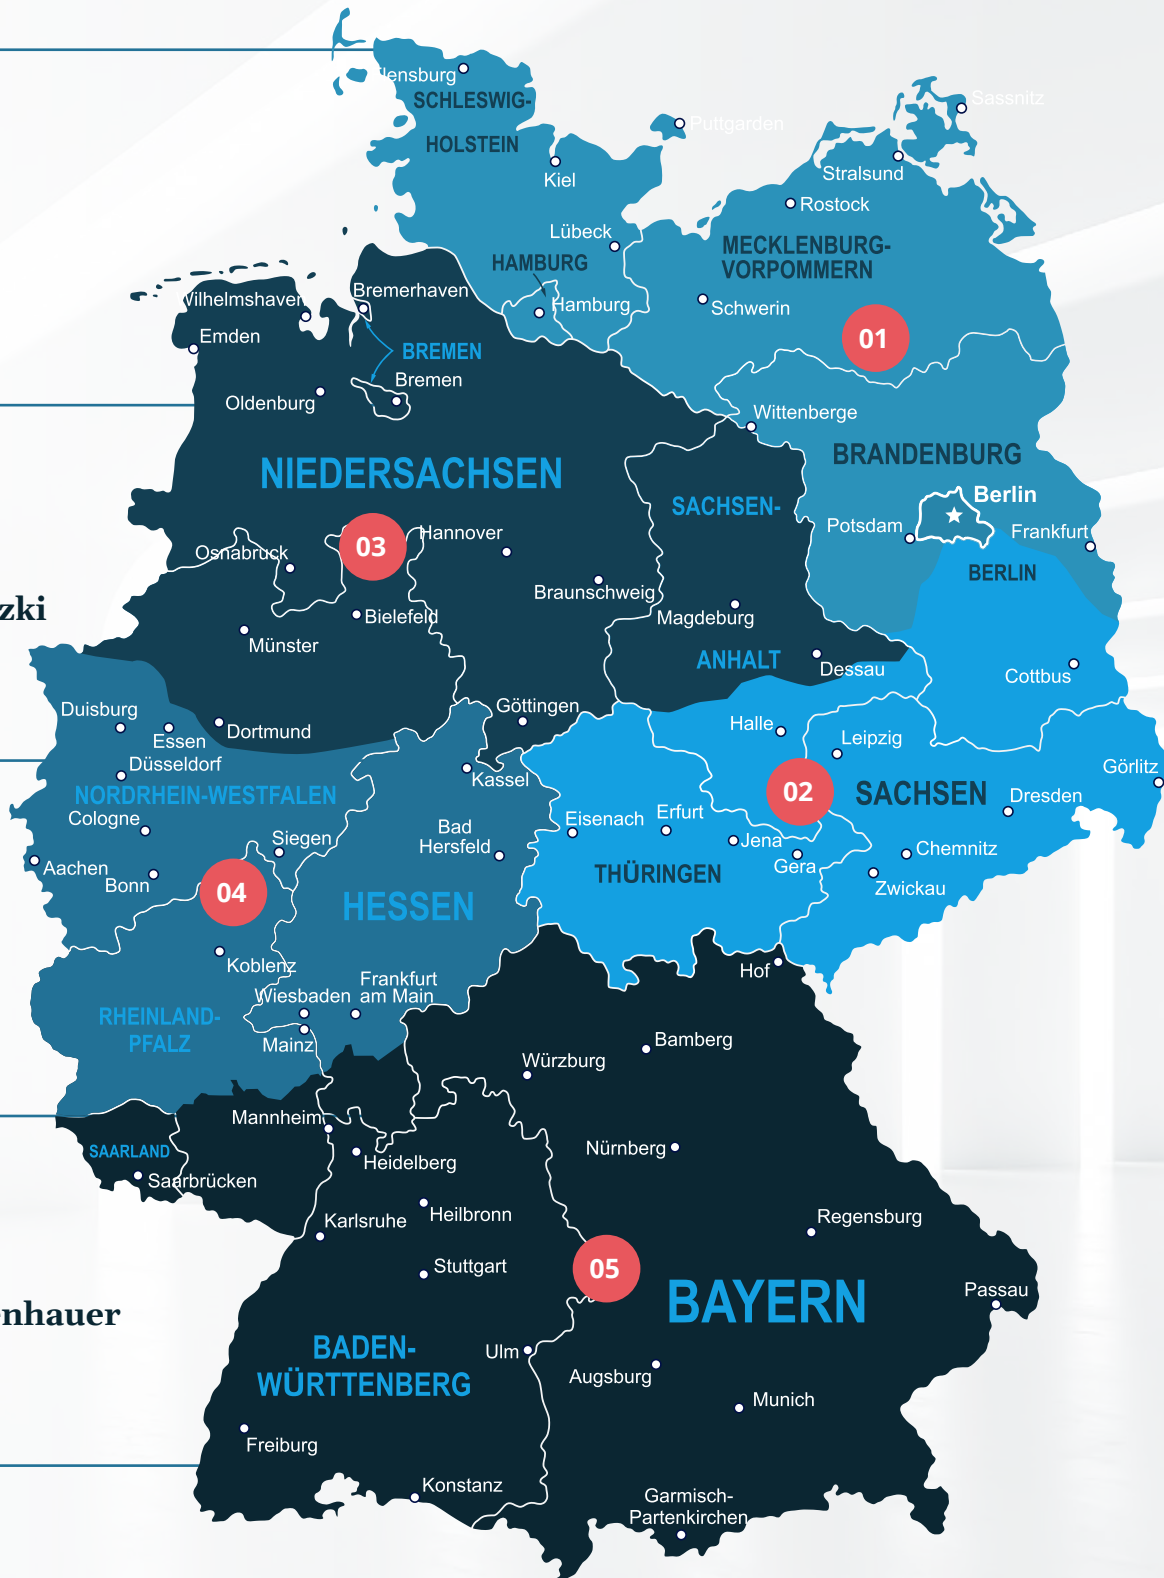 lensburg
SCHLESWIG-
HOLSTEIN
Sassnitz
Puttgarden
Kiel
Stralsund
Rostock
Lübeck
MECKLENBURG-
VORPOMMERN
HAMBURG
Hamburg
Schwerin
01
Wilhelmshaven
Bremerhaven
Emden
BREMEN
Bremen
Oldenburg
Wittenberge
NIEDERSACHSEN
BRANDENBURG
SACHSEN-
Berlin
Potsdam
Frankfurt
BERLIN
Osnabrück
03
Hannover
Braunschweig
Magdeburg
zki
Bielefeld
Münster
ANHALT
Dessau
Cottbus
Duisburg
Essen
Dortmund
Göttingen
Halle
Leipzig
Düsseldorf
Kassel
Görlitz
NORDRHEIN-WESTFALEN
02
SACHSEN
Dresden
Cologne
Siegen
Bad
Hersfeld
Eisenach
Erfurt
Jena
Chemnitz
Aachen
Bonn
04
THÜRINGEN
Gera
Zwickau
HESSEN
Koblenz
Hof
Wiesbaden
Frankfurt
am Main
RHEINLAND-
PFALZ
Mainz
Bamberg
Würzburg
Mannheim
SAARLAND
Nürnberg
Heidelberg
Saarbrücken
Karlsruhe
Heilbronn
Regensburg
Stuttgart
05
BAYERN
Passau
enhauer
BADEN-
WÜRTTENBERG
Ulm
Augsburg
Munich
Freiburg
Konstanz
Garmisch-
Partenkirchen